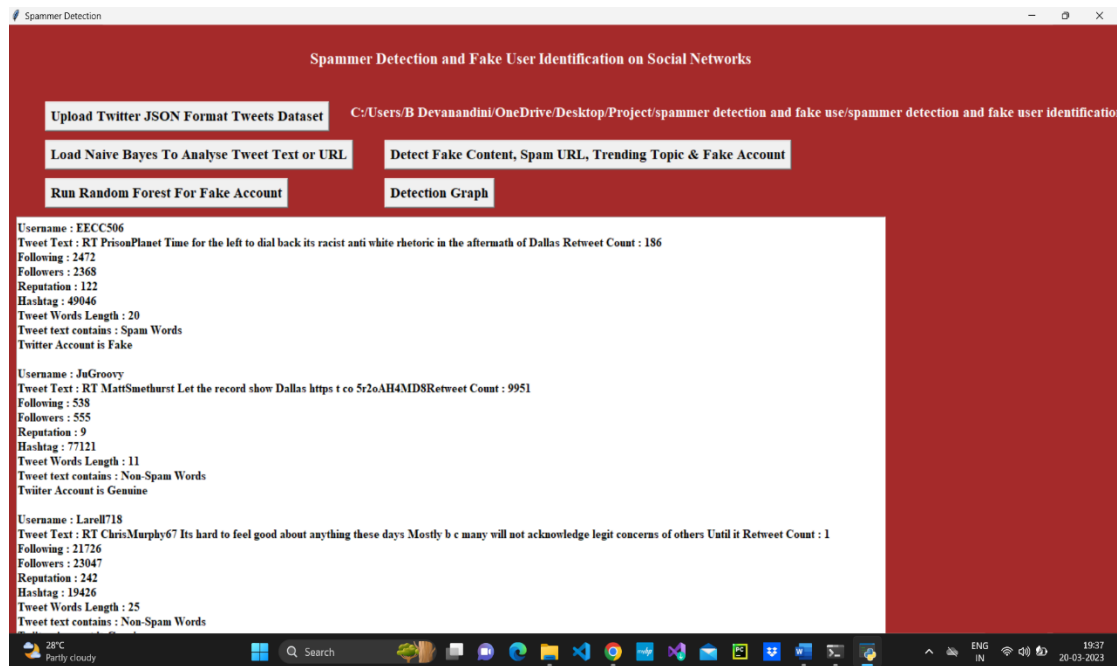 Spammer Detection
Spammer Detection and Fake User Identification on Social Networks
Upload Twitter JSON Format Tweets Dataset
C:/Users/B Devanandini/OneDrive/Desktop/Project/spammer detection and fake use/spammer detection and fake user identificatio
Load Naive Bayes To Analyse Tweet Text or URL
Detect Fake Content, Spam URL, Trending Topic & Fake Account
Run Random Forest For Fake Account
Detection Graph
Username : EECC506
Tweet Text : RT PrisonPlanet Time for the left to dial back its racist anti white rhetoric in the aftermath of Dallas Retweet Count : 186
Following : 2472
Followers : 2368
Reputation : 122
Hashtag : 49046
Tweet Words Length : 20
Tweet text contains : Spam Words
Twitter Account is Fake
Username : JuGroovy
Tweet Text : RT MattSmethurst Let the record show Dallas https t co 5r2oAH4MD8Retweet Count : 9951
Following : 538
Followers : 555
Reputation : 9
Hashtag : 77121
Tweet Words Length : 11
Tweet text contains : Non-Spam Words
Twiiter Account is Genuine
Username : Larell718
Tweet Text : RT ChrisMurphy67 Its hard to feel good about anything these days Mostly b c many will not acknowledge legit concerns of others Until it Retweet Count : 1
Following : 21726
Followers : 23047
Reputation : 242
Hashtag : 19426
Tweet Words Length : 25
Tweet text contains : Non-Spam Words
28°C
Partly cloudy
Search
ENG
IN
19:37
20-03-2023